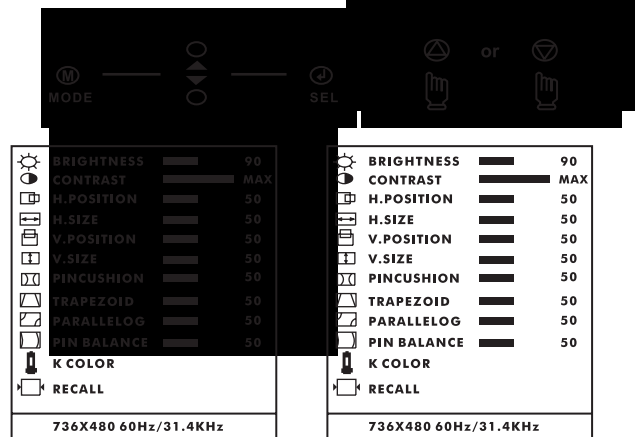 M
or
MODE
SEL
BRIGHTNESS 90
CONTRAST MAX
H.POSITION 50
H.SIZE 50
V.POSITION 50
V.SIZE 50
PINCUSHION 50
TRAPEZOID 50
PARALLELOG 50
PIN BALANCE 50
K COLOR
RECALL
736X480 60Hz/31.4KHz
BRIGHTNESS 90
CONTRAST MAX
H.POSITION 50
H.SIZE 50
V.POSITION 50
V.SIZE 50
PINCUSHION 50
TRAPEZOID 50
PARALLELOG 50
PIN BALANCE 50
K COLOR
RECALL
736X480 60Hz/31.4KHz